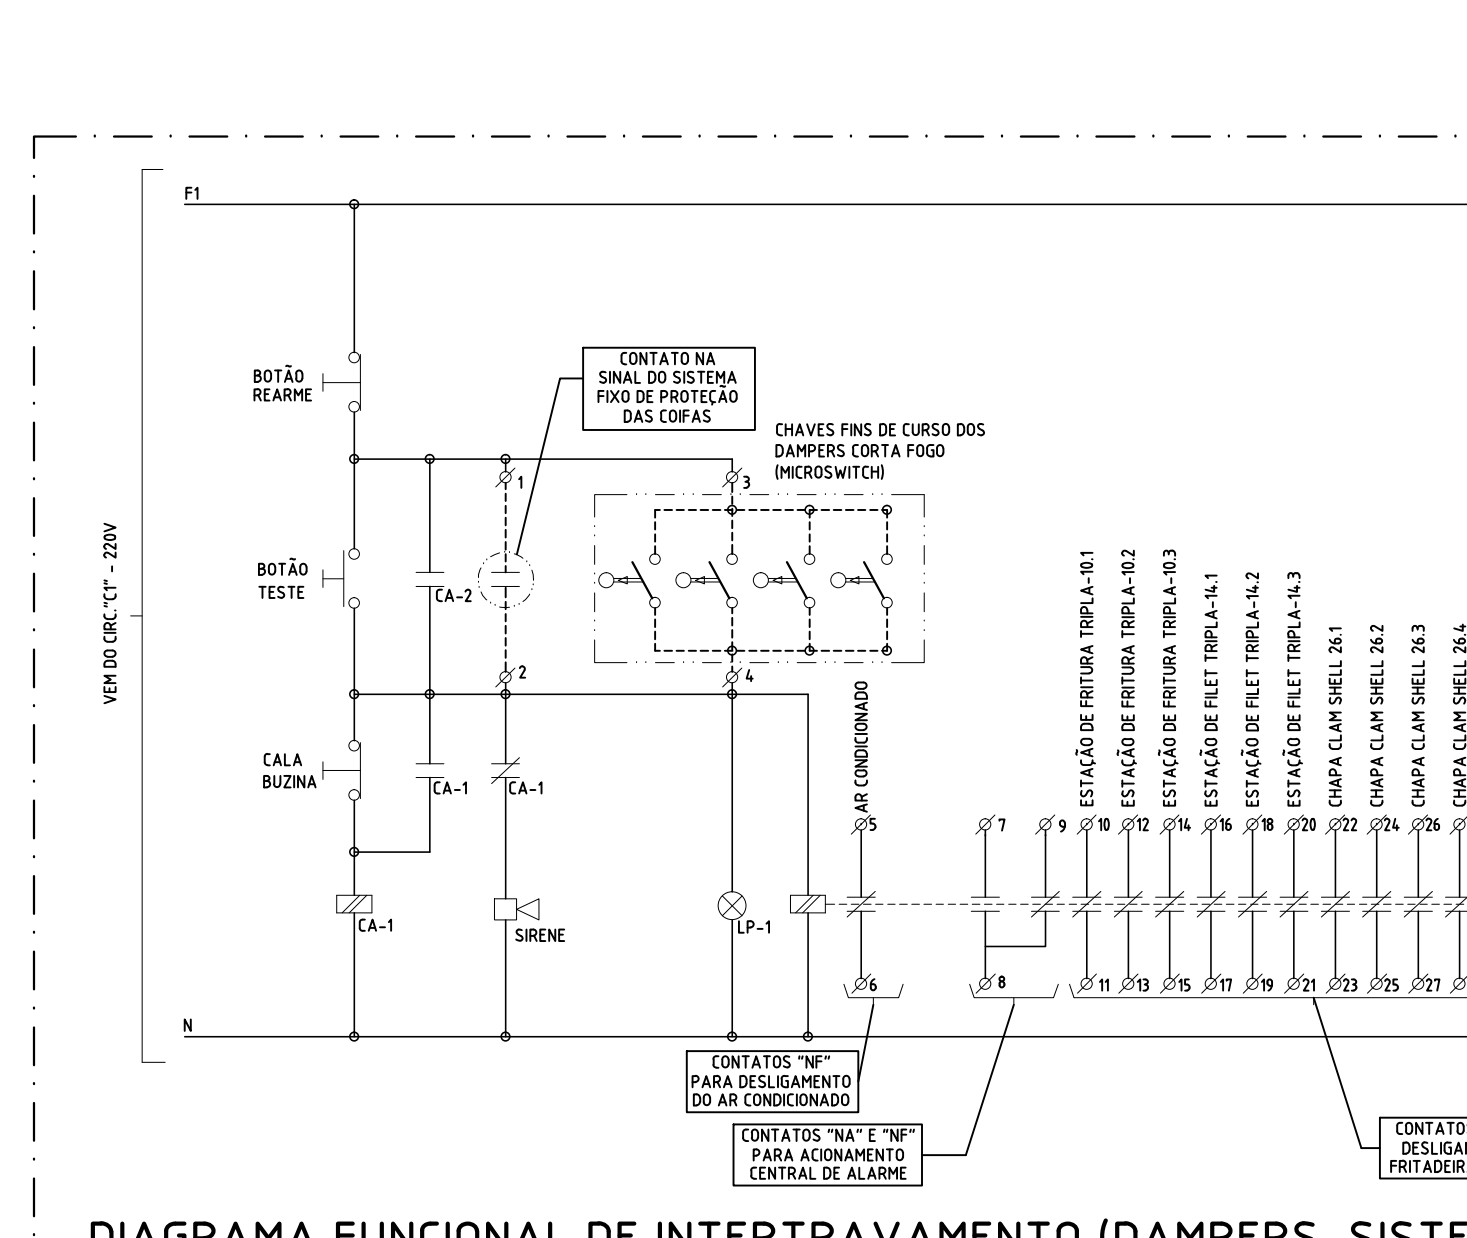 F1
BOTÃO
REARME
CONTATO NA
SINAL DO SISTEMA
FIXO DE PROTEÇÃO
DAS COIFAS
CHAVES FINS DE CURSO DOS
DAMPERS CORTA FOGO
(MICROSWITCH)
1
3
VEM DO CIRC."C1" - 220V
BOTÃO
TESTE
CA-2
2
4
CALA
BUZINA
CA-1
CA-1
AR CONDICIONADO
ESTAÇÃO DE FRITURA TRIPLA-10.1
ESTAÇÃO DE FRITURA TRIPLA-10.2
ESTAÇÃO DE FRITURA TRIPLA-10.3
ESTAÇÃO DE FILET TRIPLA-14.1
ESTAÇÃO DE FILET TRIPLA-14.2
ESTAÇÃO DE FILET TRIPLA-14.3
CHAPA CLAM SHELL 26.1
CHAPA CLAM SHELL 26.2
CHAPA CLAM SHELL 26.3
CHAPA CLAM SHELL 26.4
5
7
9
10
12
14
16
18
20
22
24
26
CA-1
SIRENE
LP-1
6
8
11
13
15
17
19
21
23
25
27
N
CONTATOS "NF"
PARA DESLIGAMENTO
DO AR CONDICIONADO
CONTATOS "NA" E "NF"
PARA ACIONAMENTO
CENTRAL DE ALARME
CONTATO
DESLIGA
FRITADEIR
DIAGRAMA FUNCIONAL DE INTERTRAVAMENTO (DAMPERS, SISTE